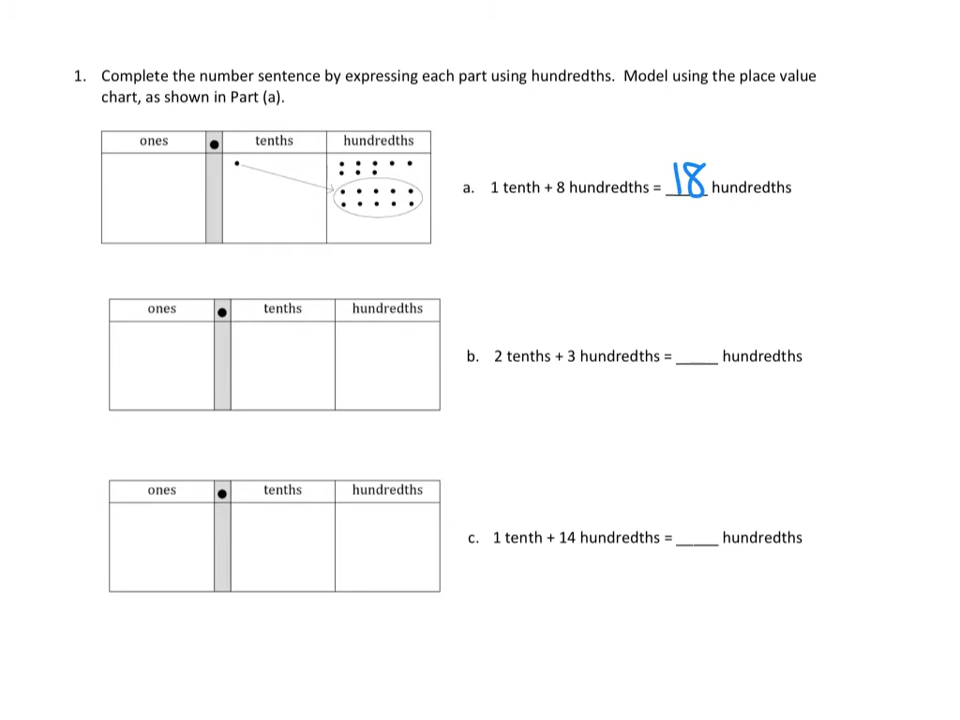 1. Complete the number sentence by expressing each part using hundredths. Model using the place value
chart, as shown in Part (a).
ones • tenths hundredths
a. 1 tenth + 8 hundredths = 18 hundredths
ones • tenths hundredths
b. 2 tenths + 3 hundredths = _____ hundredths
ones • tenths hundredths
c. 1 tenth + 14 hundredths = _____ hundredths